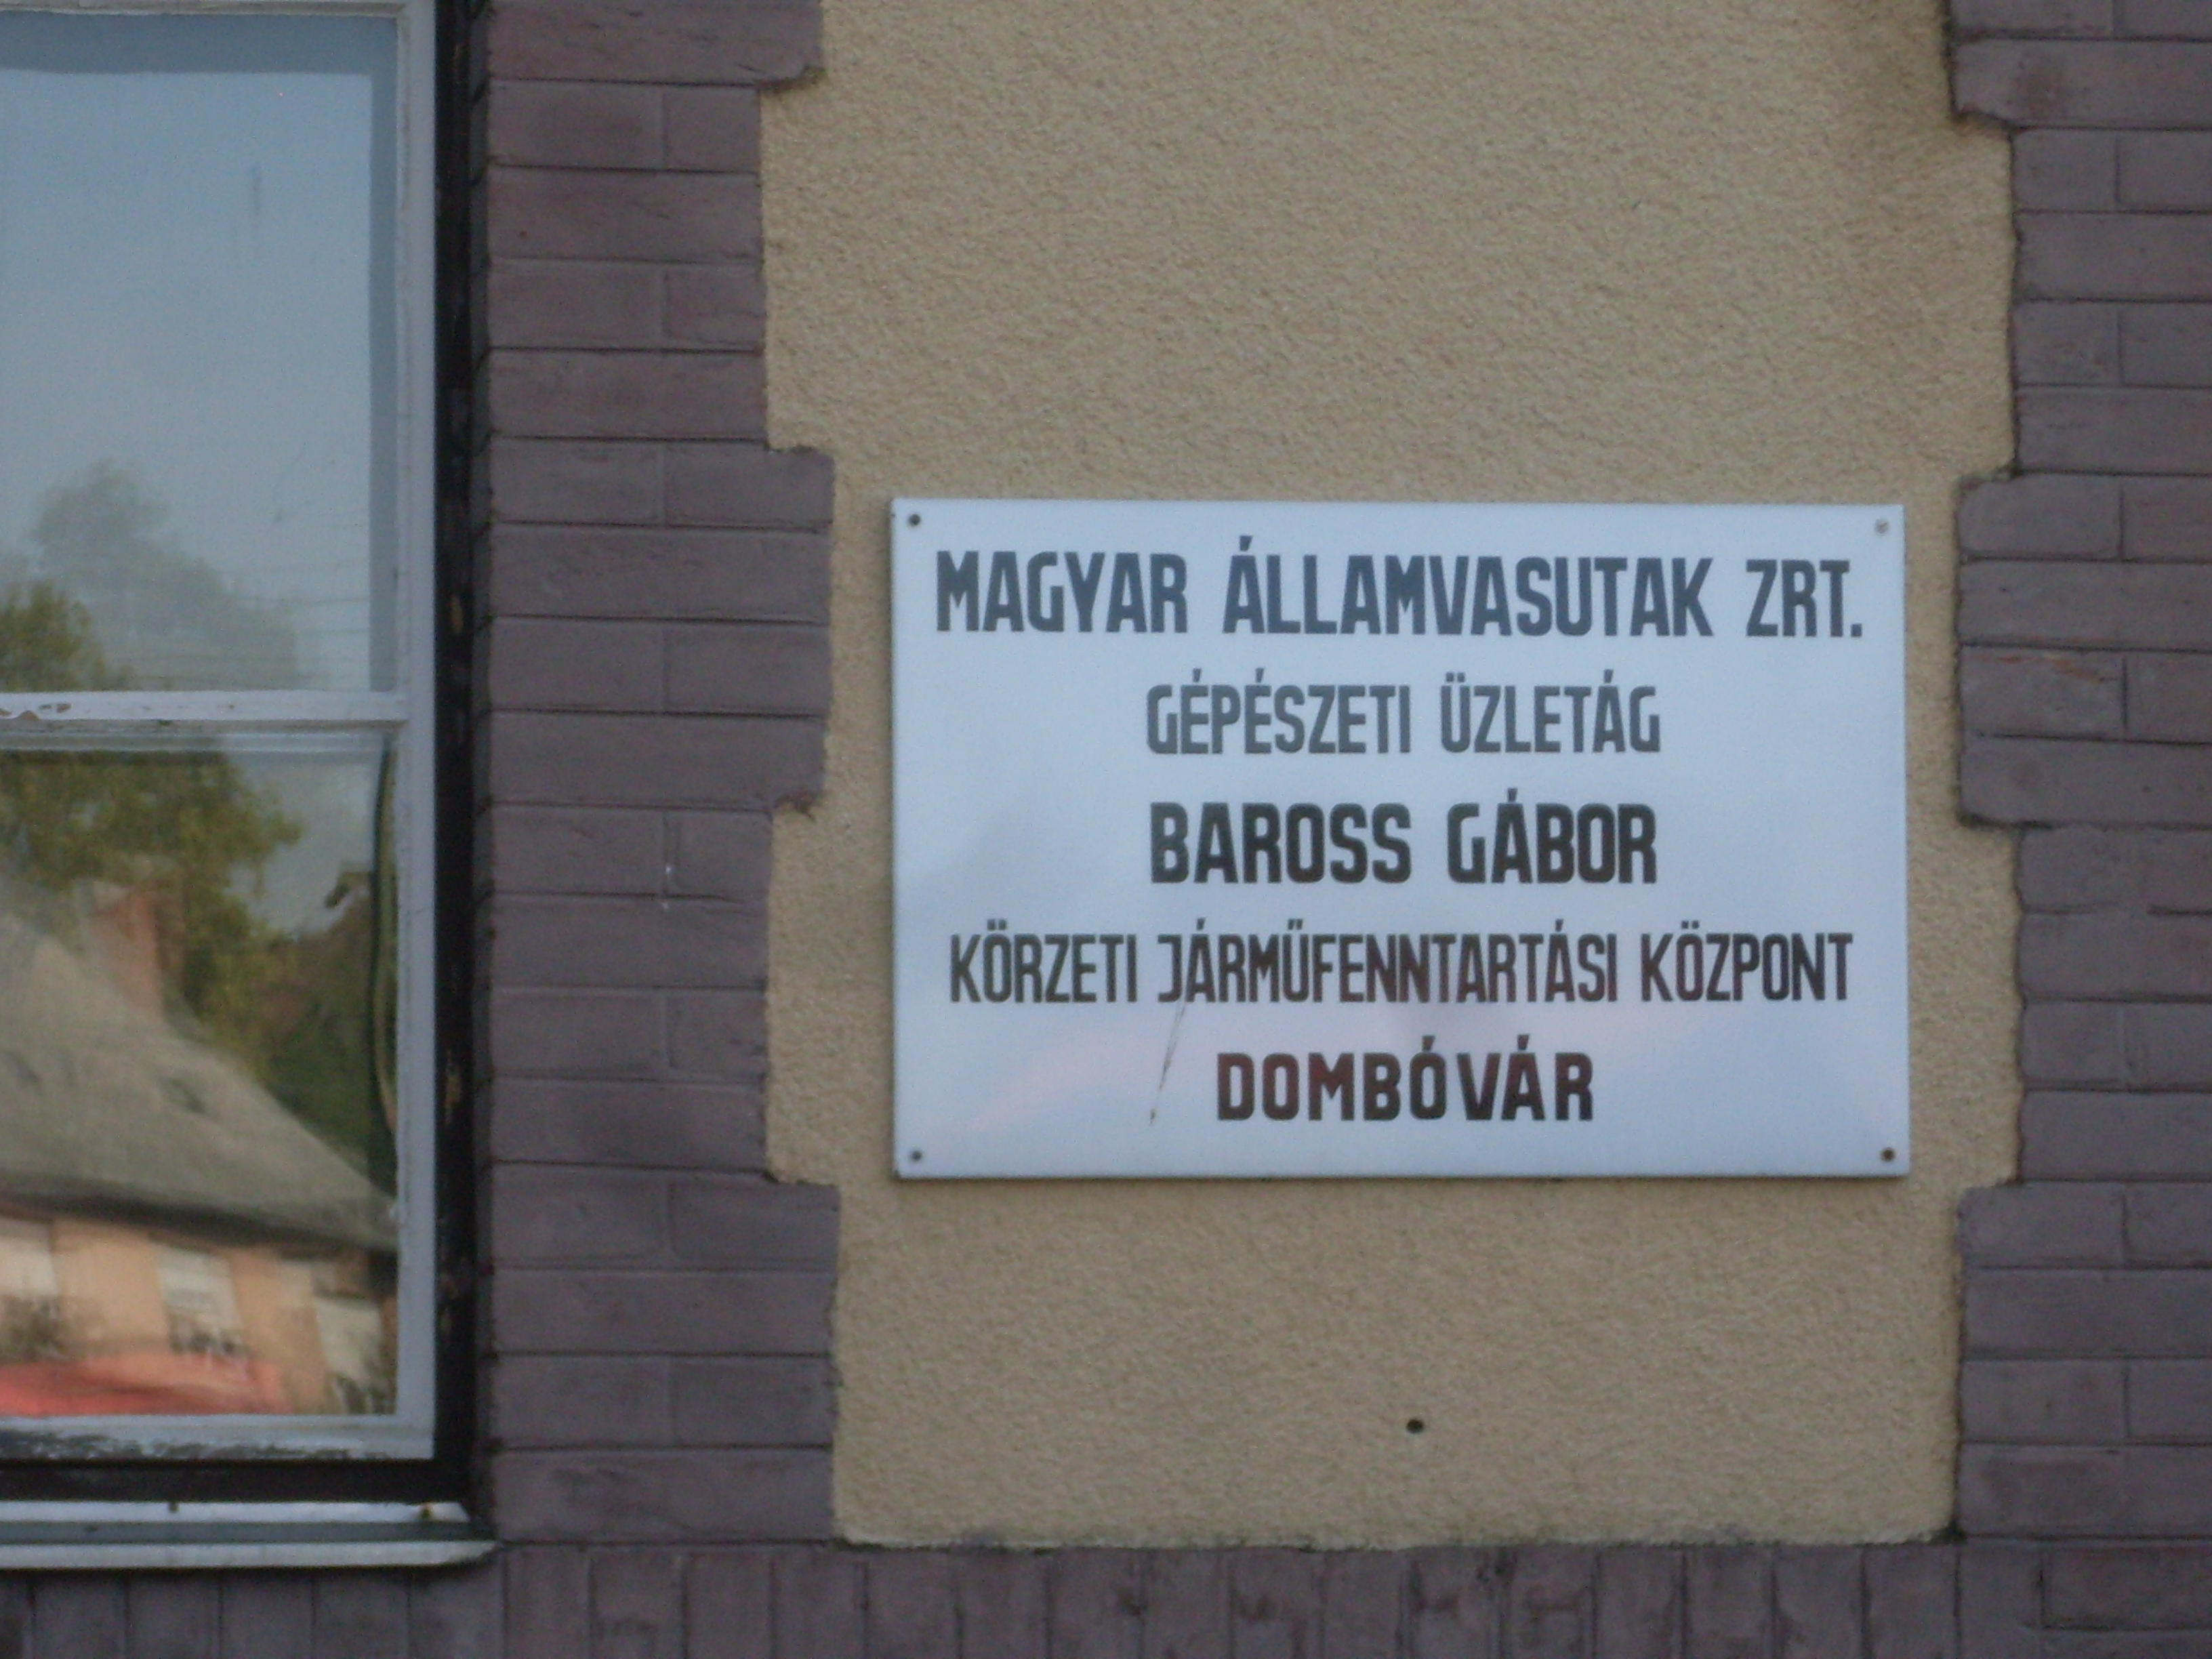 MAGYAR ÁLLAMVASUTAK ZRT.
GÉPÉSZETI ÜZLETÁG
BAROSS GÁBOR
KÖRZETI JÁRMŰFENNTARTÁSI KÖZPONT
DOMBÓVÁR